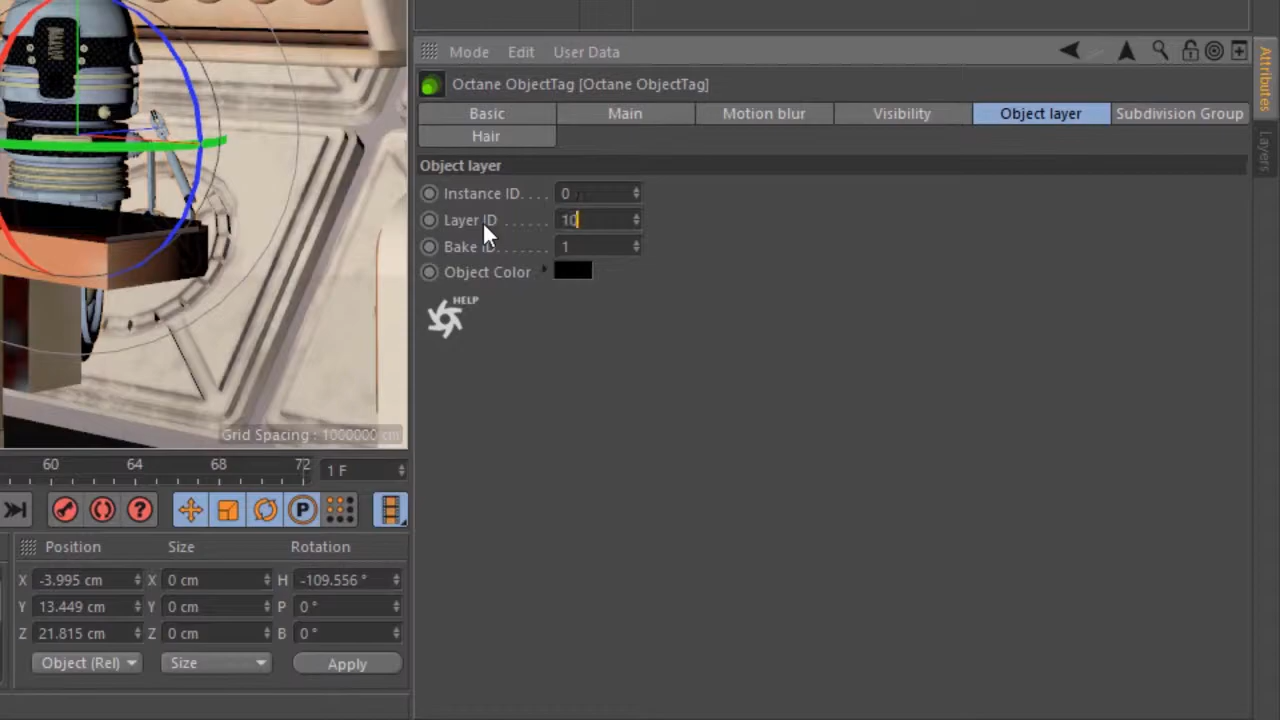 Mode Edit User Data
Octane ObjectTag [Octane ObjectTag]
Basic Main Motion blur Visibility Object layer Subdivision Group
Hair
Object layer
Instance ID. . . . 0
Layer ID . . . . . . 10
Bake ID. . . . . . . 1
Object Color
HELP
Attributes
Layers
Grid Spacing : 1000000 cm
60 64 68 72 1 F
P
Position Size Rotation
X -3.995 cm X 0 cm H -109.556 °
Y 13.449 cm Y 0 cm P 0 °
Z 21.815 cm Z 0 cm B 0 °
Object (Rel) Size Apply